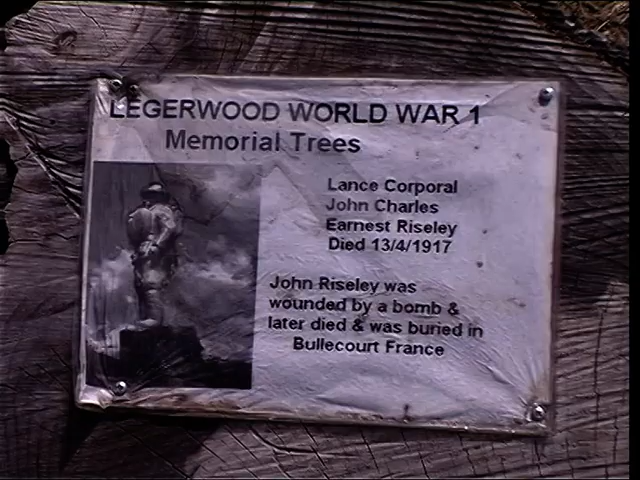 LEGERWOOD WORLD WAR 1
Memorial Trees
Lance Corporal
John Charles
Earnest Riseley
Died 13/4/1917
John Riseley was
wounded by a bomb &
later died & was buried in
Bullecourt France